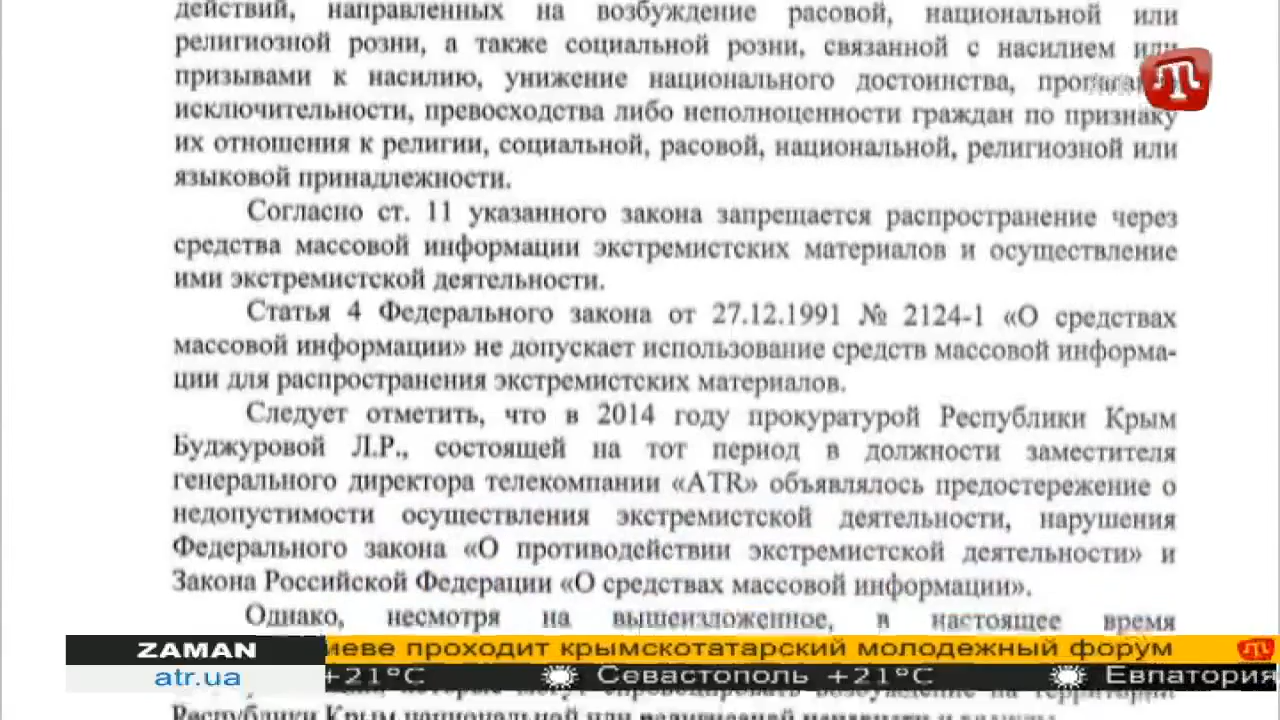 действий, направленных на возбуждение расовой, национальной или
религиозной розни, а также социальной розни, связанной с насилием или
призывами к насилию, унижение национального достоинства,
исключительности, превосходства либо неполноценности граждан по признаку
их отношения к религии, социальной, расовой, национальной, религиозной или
языковой принадлежности.
Согласно ст. 11 указанного закона запрещается распространение через
средства массовой информации экстремистских материалов и осуществление
ими экстремистской деятельности.
Статья 4 Федерального закона от 27.12.1991 № 2124-1 «О средствах
массовой информации» не допускает использование средств массовой информа-
ции для распространения экстремистских материалов.
Следует отметить, что в 2014 году прокуратурой Республики Крым
Буджуровой Л.Р., состоящей на тот период в должности заместителя
генерального директора телекомпании «ATR» объявлялось предостережение о
недопустимости осуществления экстремистской деятельности, нарушения
Федерального закона «О противодействии экстремистской деятельности» и
Закона Российской Федерации «О средствах массовой информации».
Однако, несмотря на вышеизложенное, в настоящее время
ZAMAN иеве проходит крымскотатарский молодежный форум
atr.ua +21°C Севастополь +21°C Евпатория
Республики Крым национальной или религиозной